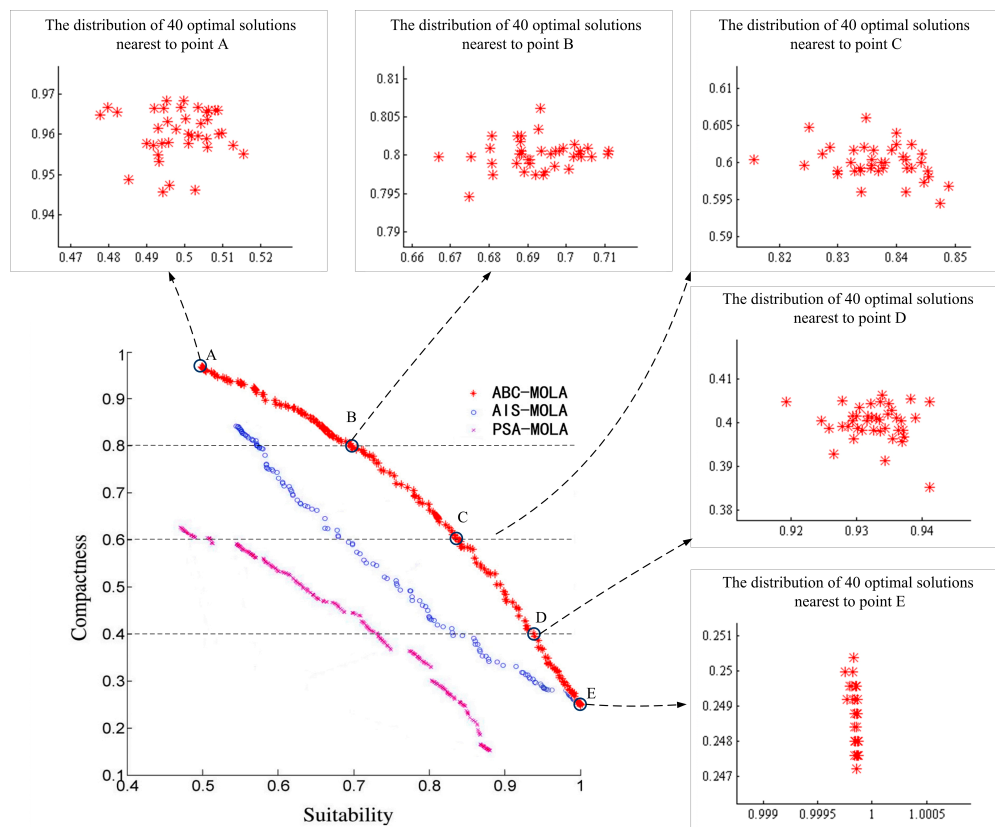 The distribution of 40 optimal solutions
nearest to point A
0.97
0.96
0.95
0.94
0.47 0.48 0.49 0.5 0.51 0.52
The distribution of 40 optimal solutions
nearest to point B
0.81
0.805
0.8
0.795
0.79
0.66 0.67 0.68 0.69 0.7 0.71
The distribution of 40 optimal solutions
nearest to point C
0.61
0.605
0.6
0.595
0.59
0.82 0.83 0.84 0.85
The distribution of 40 optimal solutions
nearest to point D
0.41
0.4
0.39
0.38
0.92 0.93 0.94
The distribution of 40 optimal solutions
nearest to point E
0.251
0.25
0.249
0.248
0.247
0.999 0.9995 1 1.0005
A
B
C
D
E
ABC-MOLA
AIS-MOLA
PSA-MOLA
Compactness
1
0.9
0.8
0.7
0.6
0.5
0.4
0.3
0.2
0.1
0.4 0.5 0.6 0.7 0.8 0.9 1
Suitability